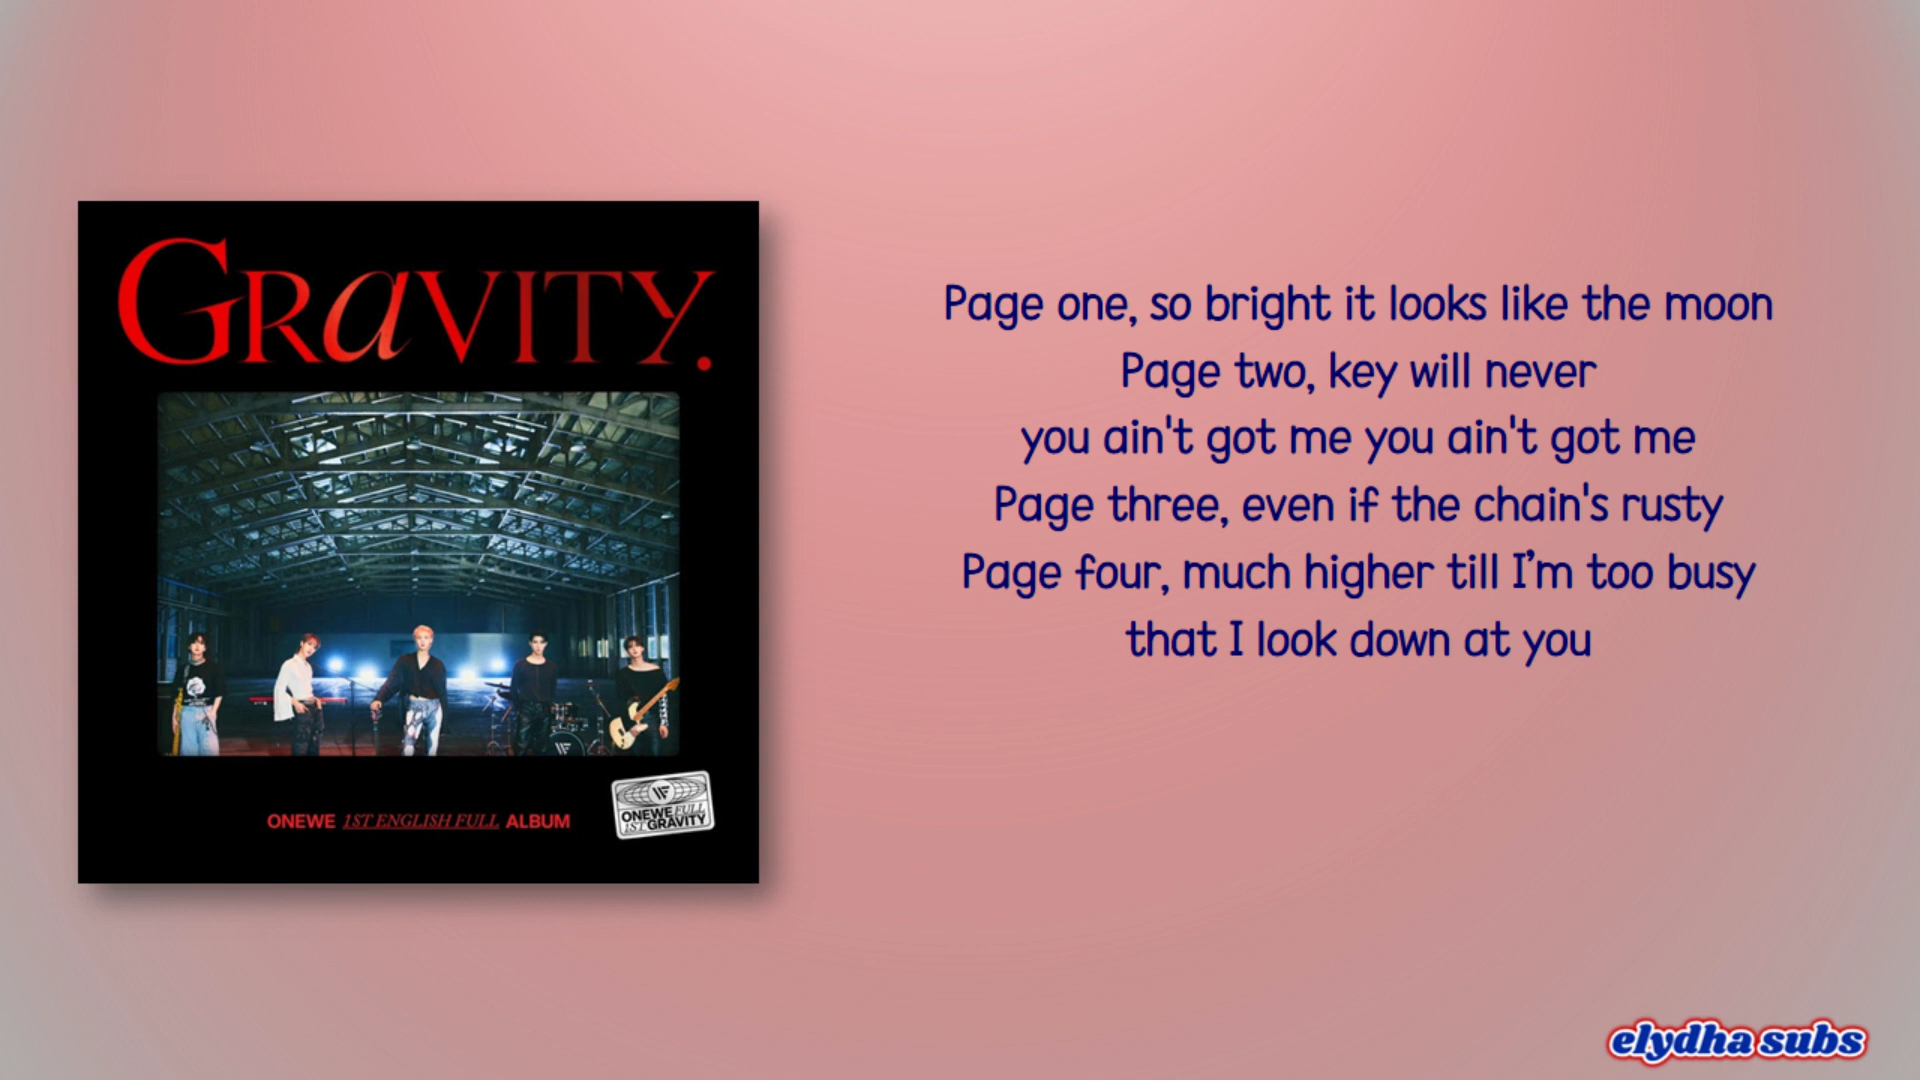 GRaVITY.
ONEWE 1ST ENGLISH FULL ALBUM
ONEWE FULL
1ST GRAVITY
Page one, so bright it looks like the moon
Page two, key will never
you ain't got me you ain't got me
Page three, even if the chain's rusty
Page four, much higher till I’m too busy
that I look down at you
elydha subs